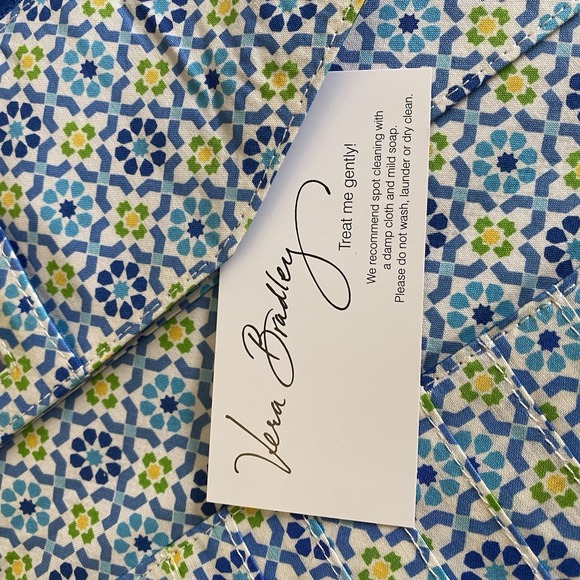 Vera Bradley
Treat me gently!
We recommend spot cleaning with
a damp cloth and mild soap.
Please do not wash, launder or dry clean.